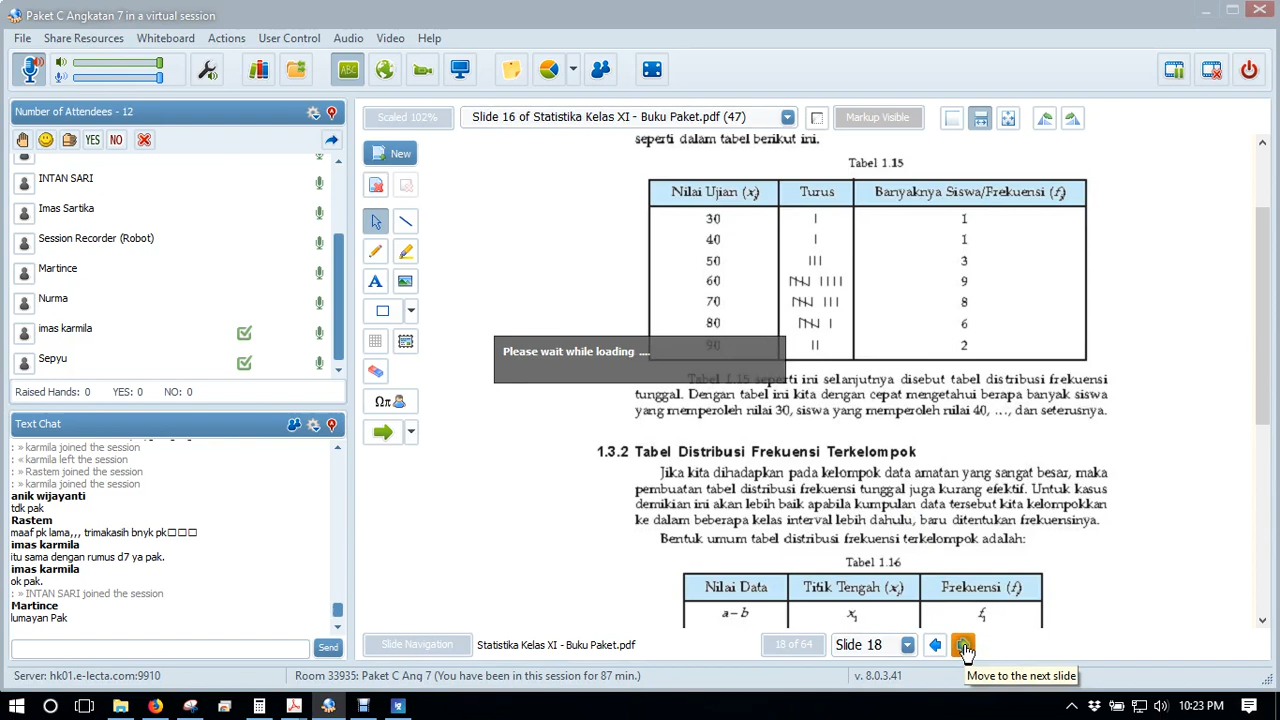 Paket C Angkatan 7 in a virtual session
File Share Resources Whiteboard Actions User Control Audio Video Help
ABC
Number of Attendees - 12
YES NO
INTAN SARI
Imas Sartika
Session Recorder (Robot)
Martince
Nurma
imas karmila
Sepyu
Raised Hands: 0 YES: 0 NO: 0
Text Chat
: » karmila joined the session
: « karmila left the session
: » Rastem joined the session
: » karmila joined the session
anik wijayanti
tdk pak
Rastem
maaf pk lama,,, trimakasih bnyk pk□□□
imas karmila
itu sama dengan rumus d7 ya pak.
imas karmila
ok pak.
: » INTAN SARI joined the session
Martince
lumayan Pak
Send
Scaled 102% Slide 16 of Statistika Kelas XI - Buku Paket.pdf (47) Markup Visible
New
A
Ωπ
seperti dalam tabel berikut ini.
Tabel 1.15
Nilai Ujian (xᵢ) Turus Banyaknya Siswa/Frekuensi (fᵢ)
30 | 1
40 | 1
50 ||| 3
60 |||| |||| 9
70 |||| ||| 8
80 |||| | 6
90 || 2
Please wait while loading ....
Tabel 1.15 seperti ini selanjutnya disebut tabel distribusi frekuensi
tunggal. Dengan tabel ini kita dengan cepat mengetahui berapa banyak siswa
yang memperoleh nilai 30, siswa yang memperoleh nilai 40, ..., dan seterusnya.
1.3.2 Tabel Distribusi Frekuensi Terkelompok
Jika kita dihadapkan pada kelompok data amatan yang sangat besar, maka
pembuatan tabel distribusi frekuensi tunggal juga kurang efektif. Untuk kasus
demikian ini akan lebih baik apabila kumpulan data tersebut kita kelompokkan
ke dalam beberapa kelas interval lebih dahulu, baru ditentukan frekuensinya.
Bentuk umum tabel distribusi frekuensi terkelompok adalah:
Tabel 1.16
Nilai Data Titik Tengah (xᵢ) Frekuensi (f)
a – b x₁ f₁
Slide Navigation Statistika Kelas XI - Buku Paket.pdf 18 of 64 Slide 18
Move to the next slide
Server: hk01.e-lecta.com:9910 Room 33935: Paket C Ang 7 (You have been in this session for 87 min.) v. 8.0.3.41
10:23 PM